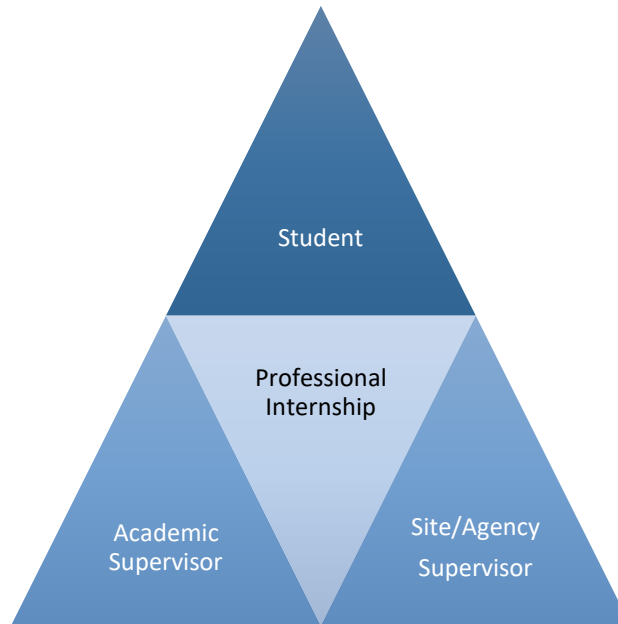 Student
Professional
Internship
Academic
Supervisor
Site/Agency
Supervisor